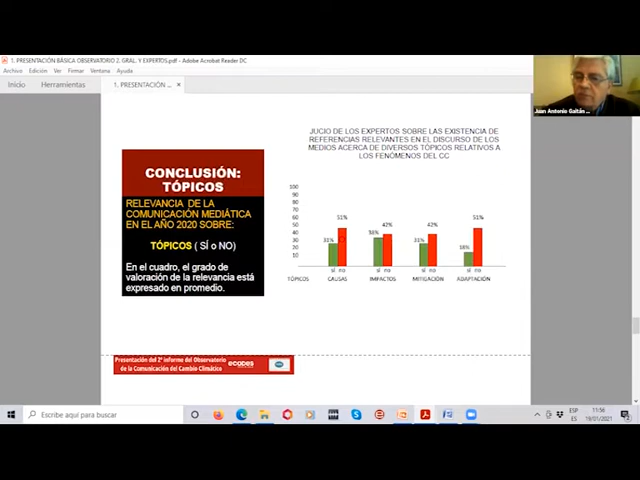 1. PRESENTACIÓN BÁSICA OBSERVATORIO 2. GRAL. Y EXPERTOS.pdf - Adobe Acrobat Reader DC
Archivo Edición Ver Firmar Ventana Ayuda
Inicio Herramientas 1. PRESENTACIÓN ... ×
Juan Antonio Gaitán ...
JUCIO DE LOS EXPERTOS SOBRE LAS EXISTENCIA DE
REFERENCIAS RELEVANTES EN EL DISCURSO DE LOS
MEDIOS ACERCA DE DIVERSOS TÓPICOS RELATIVOS A
LOS FENÓMENOS DEL CC
CONCLUSIÓN:
TÓPICOS
RELEVANCIA DE LA
COMUNICACIÓN MEDIÁTICA
EN EL AÑO 2020 SOBRE:
TÓPICOS ( SÍ o NO)
En el cuadro, el grado de
valoración de la relevancia está
expresado en promedio.
100
90
80
70
60
50
40
30
20
10
51%
42%
42%
51%
31%
31%
18%
sí no sí no sí no sí no
TÓPICOS CAUSAS IMPACTOS MITIGACIÓN ADAPTACIÓN
Presentación del 2º informe del Observatorio
de la Comunicación del Cambio Climático
ecodes
Escribe aquí para buscar
ESP
ES
11:56
19/01/2021